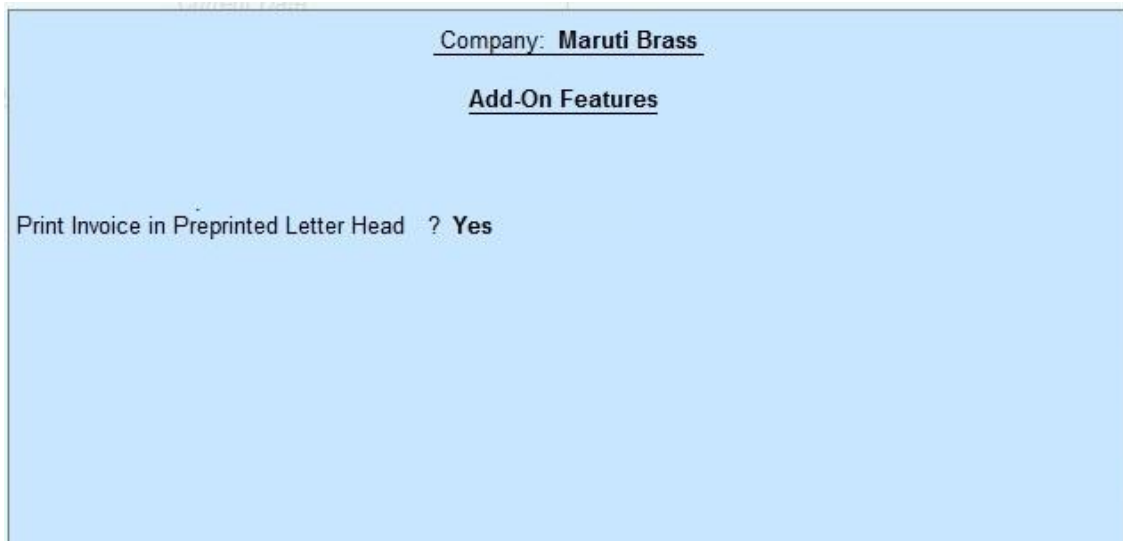 Company: Maruti Brass
Add-On Features
Print Invoice in Preprinted Letter Head ? Yes